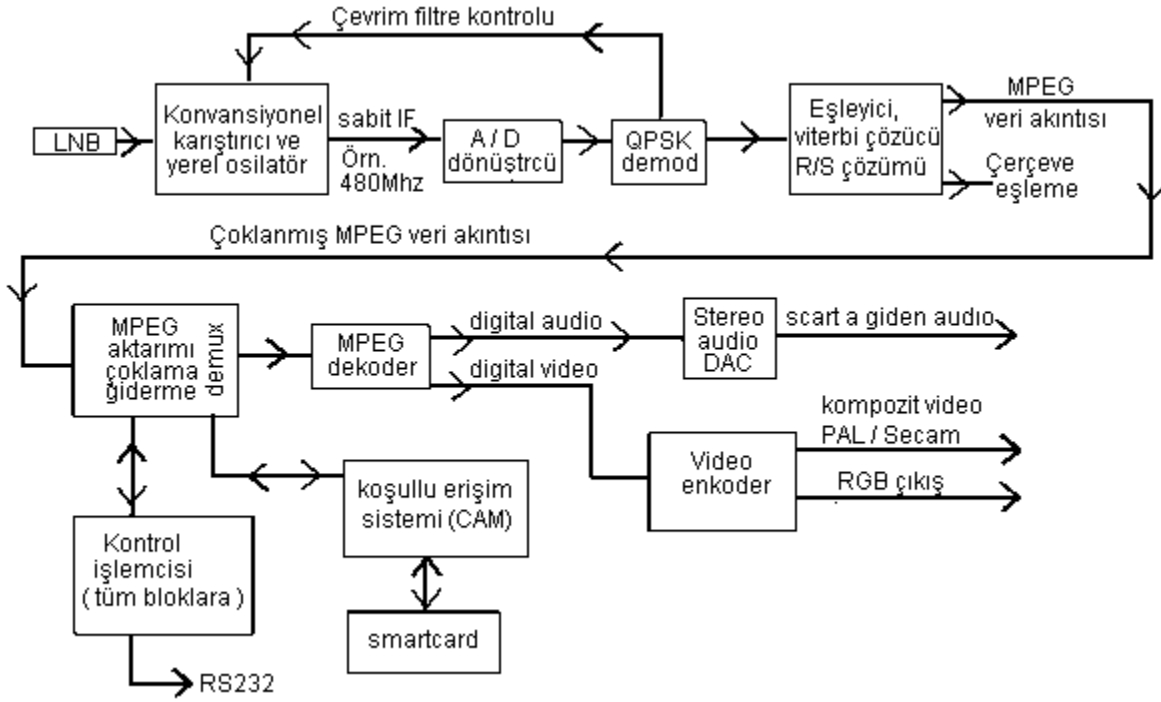 Çevrim filtre kontrolu
LNB
Konvansiyonel
karıştırıcı ve
yerel osilatör
sabit IF
Örn.
480Mhz
A / D
dönüştrcü
QPSK
demod
Eşleyici,
viterbi çözücü
R/S çözümü
MPEG
veri akıntısı
Çerçeve
eşleme
Çoklanmış MPEG veri akıntısı
MPEG
aktarımı
çoklama
giderme
demux
MPEG
dekoder
digital audio
digital video
Stereo
audio
DAC
scart a giden audıo
Video
enkoder
kompozit video
PAL / Secam
RGB çıkış
koşullu erişim
sistemi (CAM)
smartcard
Kontrol
işlemcisi
( tüm bloklara )
RS232